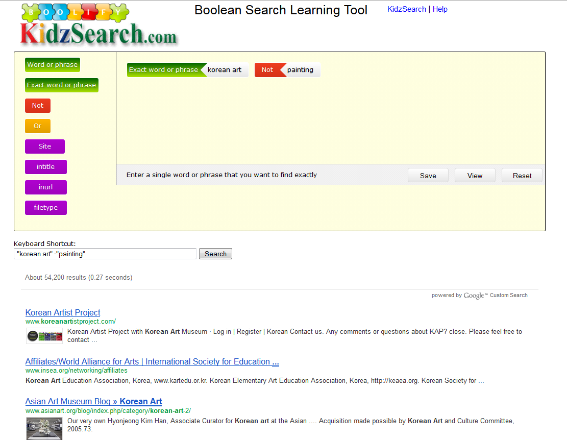 BOOLIFY
KidzSearch.com
Boolean Search Learning Tool
KidzSearch | Help
Word or phrase
Exact word or phrase
Not
Or
Site
intitle
inurl
filetype
Exact word or phrase korean art Not painting
Enter a single word or phrase that you want to find exactly
Save View Reset
Keyboard Shortcut:
"korean art" -"painting" Search
About 54,200 results (0.27 seconds)
powered by Google™ Custom Search
Korean Artist Project
www.koreanartistproject.com/
Korean Artist Project with Korean Art Museum · Log in | Register | Korean Contact us. Any comments or questions about KAP? close. Please feel free to
contact ...
Affiliates/World Alliance for Arts | International Society for Education ...
www.insea.org/networking/affiliates
Korean Art Education Association, Korea, www.kartedu.or.kr. Korean Elementary Art Education Association, Korea, http://keaea.org. Korean Society for ...
Asian Art Museum Blog » Korean Art
www.asianart.org/blog/index.php/category/korean-art-2/
Our very own Hyonjeong Kim Han, Associate Curator for Korean art at the Asian ... . Acquisition made possible by Korean Art and Culture Committee,
2005.73.